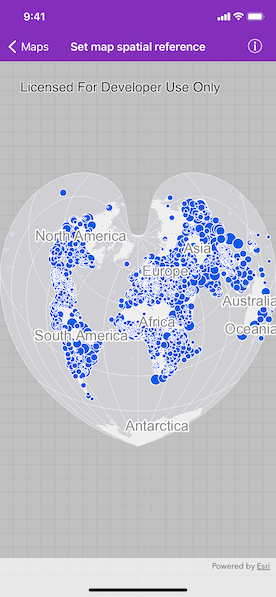 9:41
Maps
Set map spatial reference
Licensed For Developer Use Only
North America
Asia
Europe
Australia
Africa
Oceania
South America
Antarctica
Powered by Esri